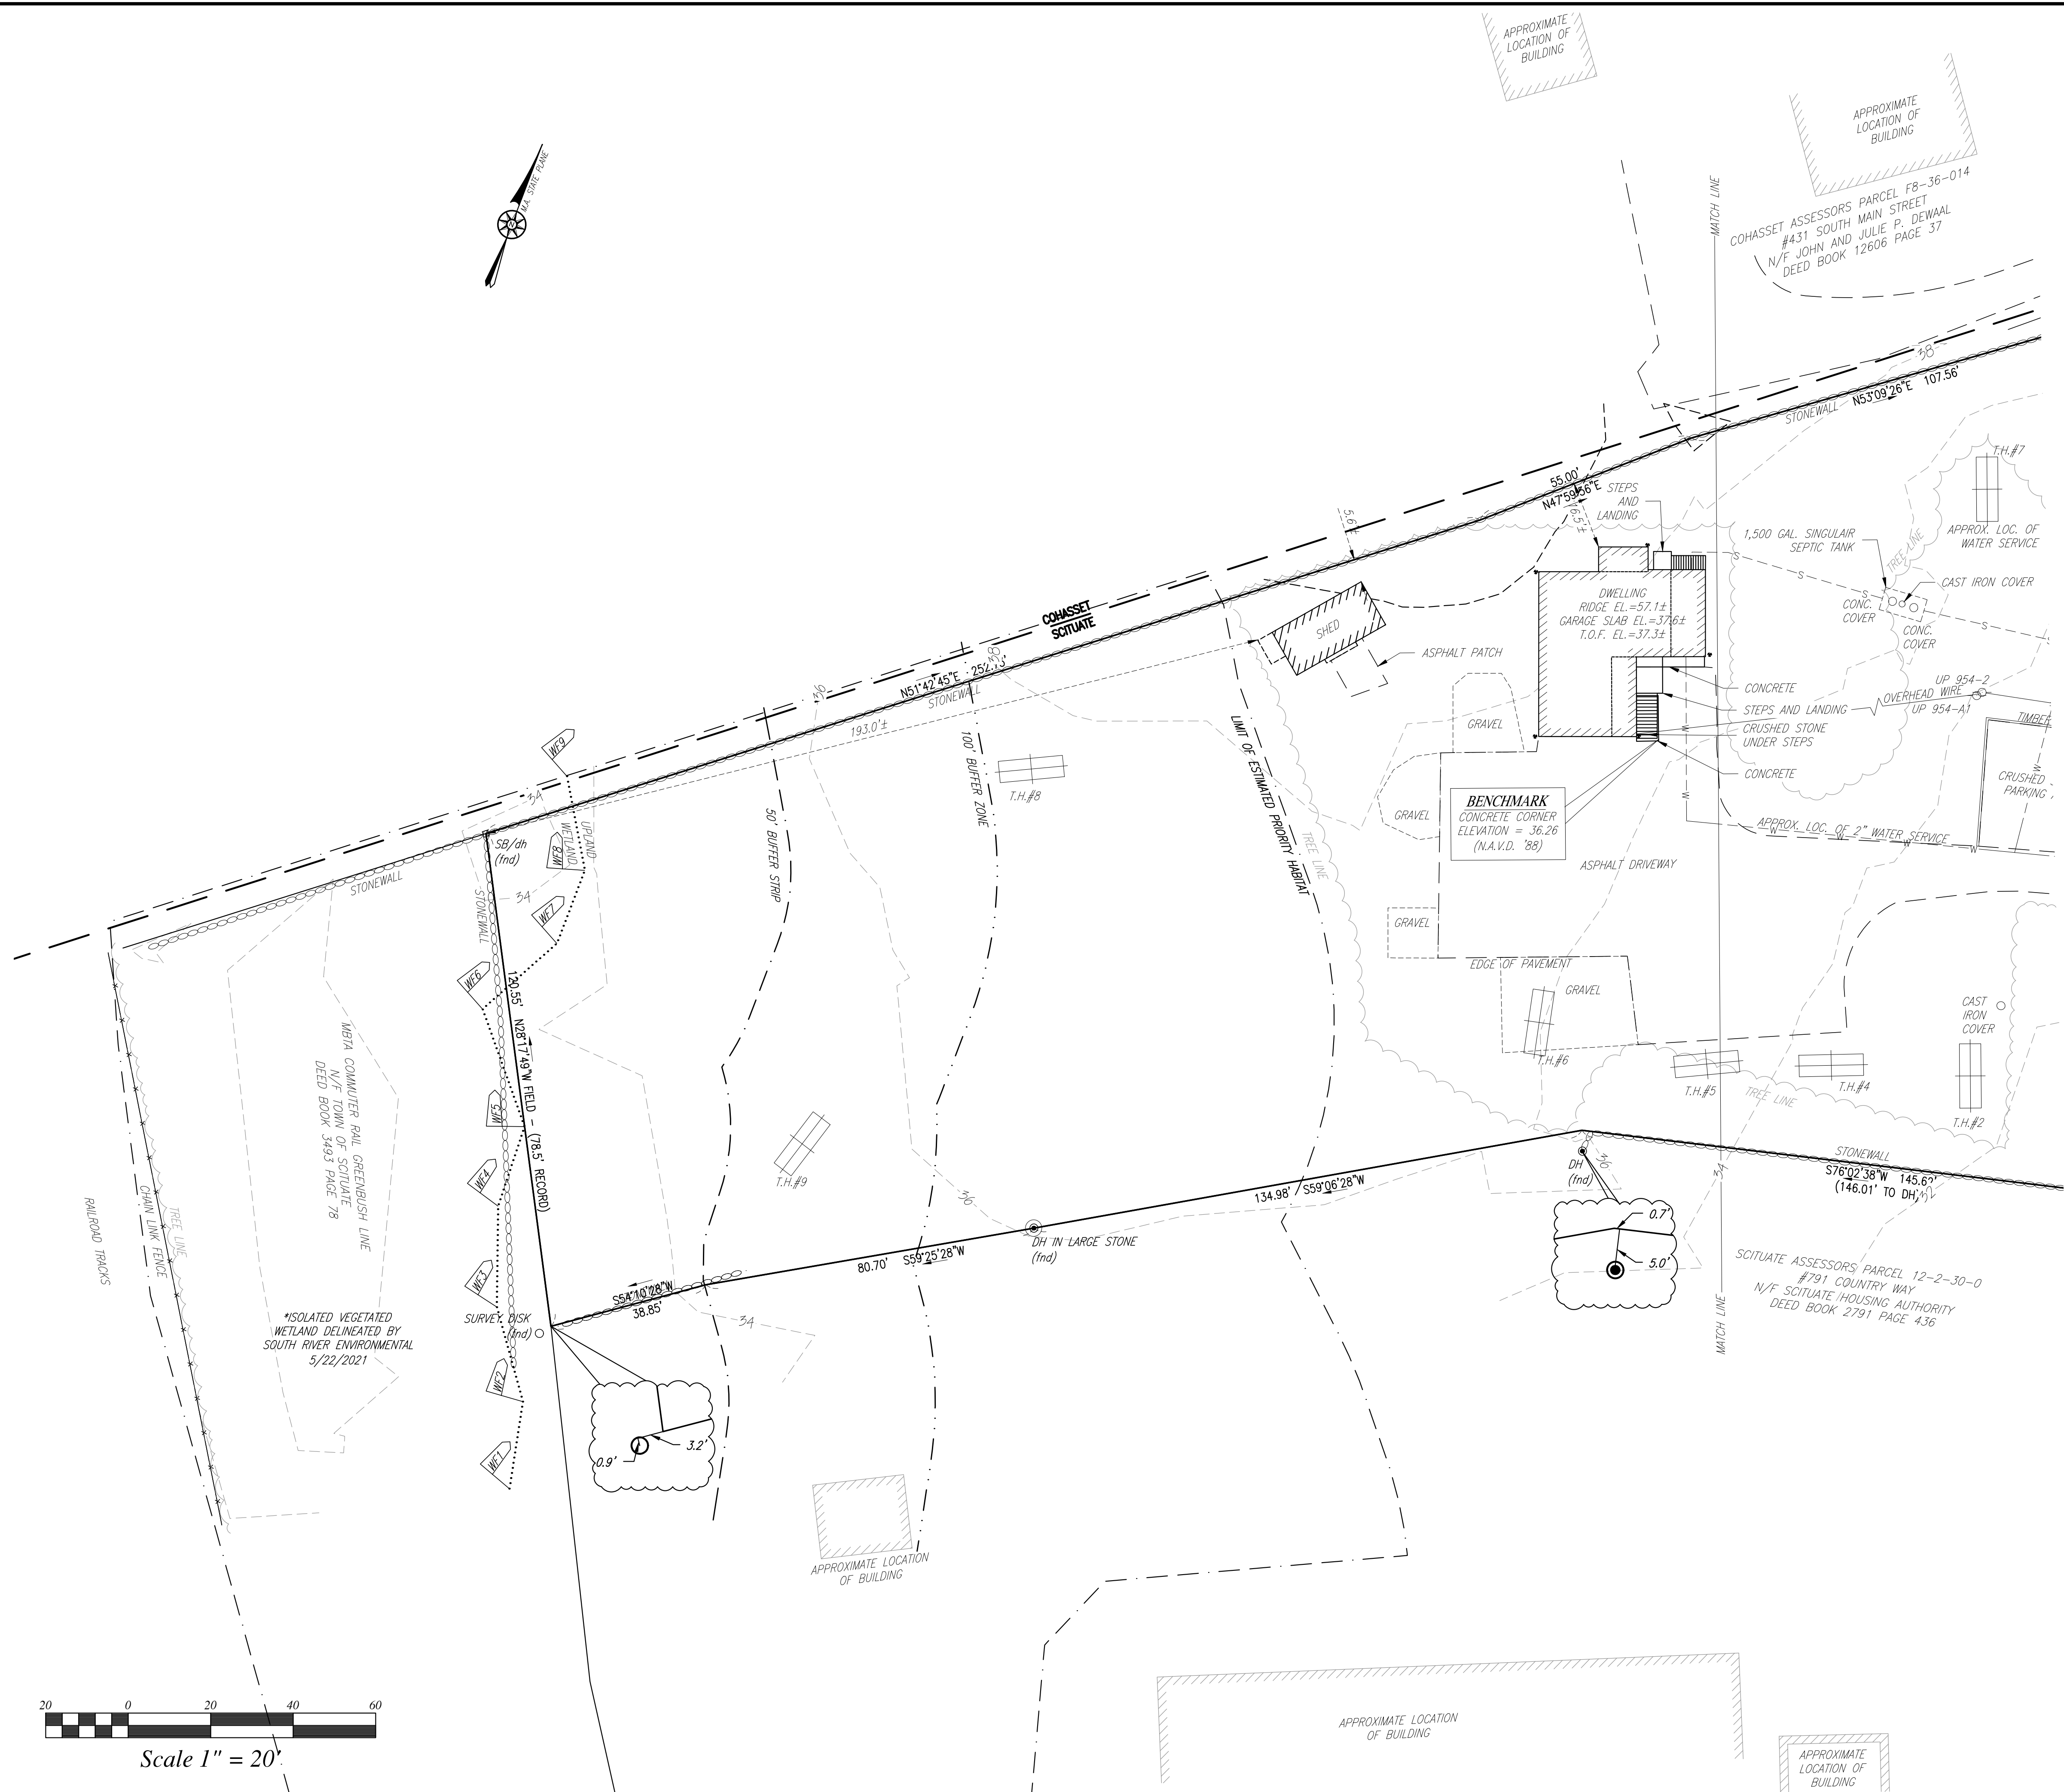 APPROXIMATE
LOCATION OF
BUILDING
APPROXIMATE
LOCATION OF
BUILDING
M.A. STATE PLANE
N
MATCH LINE
COHASSET ASSESSORS PARCEL F8-36-014
#431 SOUTH MAIN STREET
N/F JOHN AND JULIE P. DEWAAL
DEED BOOK 12606 PAGE 37
38
N53°09'26"E 107.56'
STONEWALL
55.00'
N47°59'56"E
16.5'±
5.6'±
STEPS
AND
LANDING
T.H.#7
1,500 GAL. SINGULAIR
SEPTIC TANK
TREE LINE
APPROX. LOC. OF
WATER SERVICE
S
S
S
S
CAST IRON COVER
CONC.
COVER
CONC.
COVER
DWELLING
RIDGE EL.=57.1±
GARAGE SLAB EL.=37.6±
T.O.F. EL.=37.3±
SHED
ASPHALT PATCH
COHASSET
SCITUATE
N51°42'45"E
STONEWALL
193.0'±
38
36
CONCRETE
STEPS AND LANDING
OVERHEAD WIRE
UP 954-2
UP 954-A1
CRUSHED STONE
UNDER STEPS
CONCRETE
TIMBER
CRUSHED
PARKING
W
W
W
W
GRAVEL
GRAVEL
GRAVEL
BENCHMARK
CONCRETE CORNER
ELEVATION = 36.26
(N.A.V.D. '88)
APPROX. LOC. OF 2" WATER SERVICE
W
W
W
W
ASPHALT DRIVEWAY
EDGE OF PAVEMENT
GRAVEL
T.H.#8
50' BUFFER STRIP
100' BUFFER ZONE
LIMIT OF ESTIMATED PRIORITY HABITAT
TREE LINE
WF9
34
WETLAND
UPLAND
SB/dh
(fnd)
WF8
STONEWALL
STONEWALL
34
WF7
WF6
120.55' N28°17'49"W FIELD - (78.5' RECORD)
WF5
WF4
WF3
WF2
WF1
MBTA COMMUTER RAIL GREENBUSH LINE
N/F TOWN OF SCITUATE
DEED BOOK 3493 PAGE 78
RAILROAD TRACKS
CHAIN LINK FENCE
TREE LINE
*ISOLATED VEGETATED
WETLAND DELINEATED BY
SOUTH RIVER ENVIRONMENTAL
5/22/2021
SURVEY DISK
(fnd)
S54°10'28"W
38.85'
34
0.9'
3.2'
T.H.#9
36
80.70' S59°25'28"W
DH IN LARGE STONE
(fnd)
134.98' S59°06'28"W
T.H.#6
T.H.#5
T.H.#4
T.H.#2
CAST
IRON
COVER
TREE LINE
DH
(fnd)
36
34
0.7'
5.0'
STONEWALL
S76°02'38"W
(146.01' TO DH)
SCITUATE ASSESSORS PARCEL 12-2-30-0
#791 COUNTRY WAY
N/F SCITUATE HOUSING AUTHORITY
DEED BOOK 2791 PAGE 436
MATCH LINE
APPROXIMATE LOCATION
OF BUILDING
APPROXIMATE LOCATION
OF BUILDING
APPROXIMATE
LOCATION OF
BUILDING
20 0 20 40 60
Scale 1" = 20'